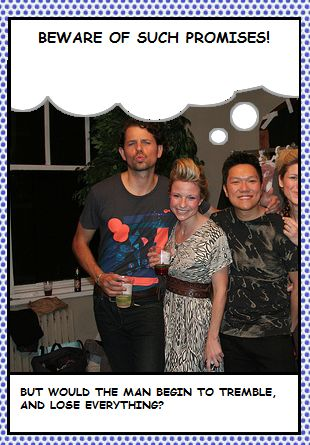 BEWARE OF SUCH PROMISES!
BUT WOULD THE MAN BEGIN TO TREMBLE,
AND LOSE EVERYTHING?